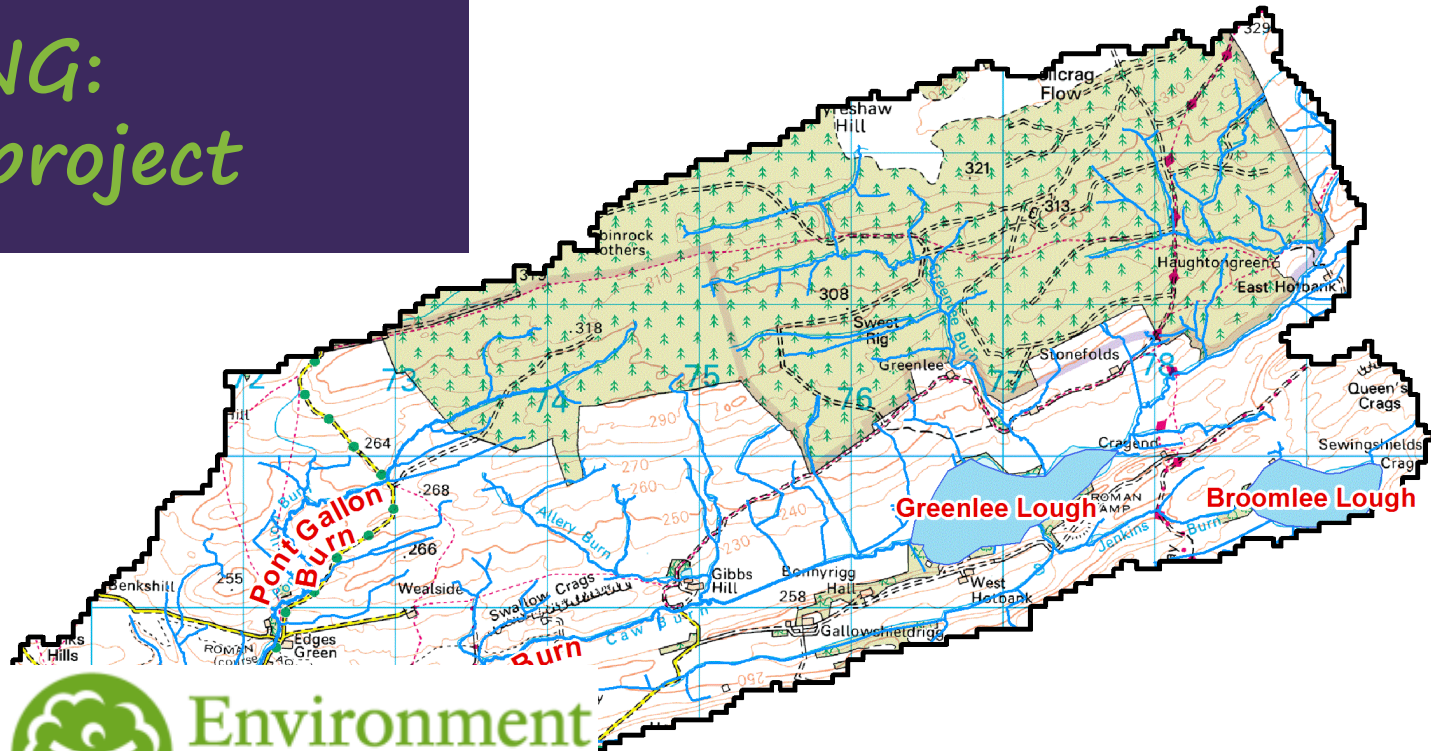 NG:
project
329
Flow
Hill
321
313
Haughtongreen
319
308
East Hotbank
318
Sweet
Rig
Greenlee Burn
Stonefolds
Greenlee
72
73
74
75
76
77
78
290
Queen's
Crags
264
Cragend
Sewingshields
Crag
270
268
260
Pont Gallon
Burn
Greenlee Lough
ROMAN
Broomlee Lough
250
240
Allery Burn
230
Jenkins Burn
266
255
Benkshill
Wealside
Gibbs
Hill
Bonnyrigg
Hall
258
West
Hotbank
Swallow Crags
Caw Burn
Gallowshieldrigg
Hills
ROMAN
Edges
Green
Burn
250
Environment